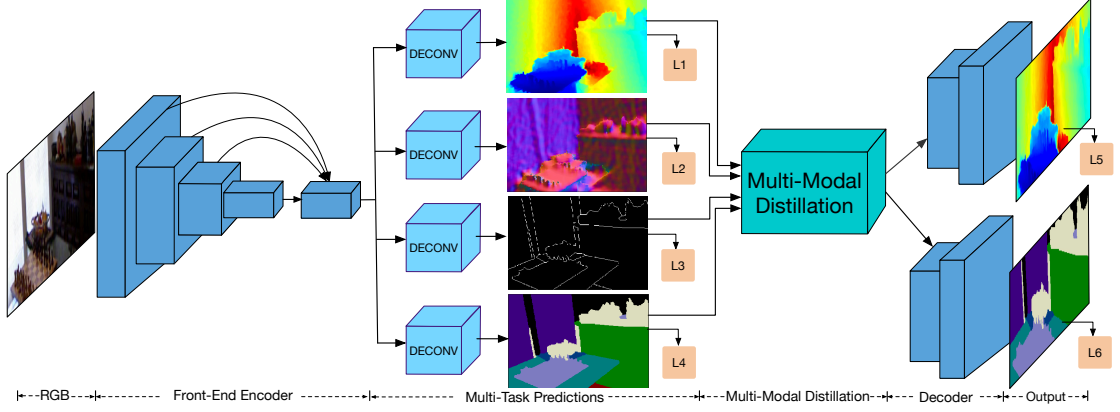 DECONV
L1
DECONV
L2
Multi-Modal
Distillation
L5
DECONV
L3
DECONV
L4
L6
RGB
Front-End Encoder
Multi-Task Predictions
Multi-Modal Distillation
Decoder
Output